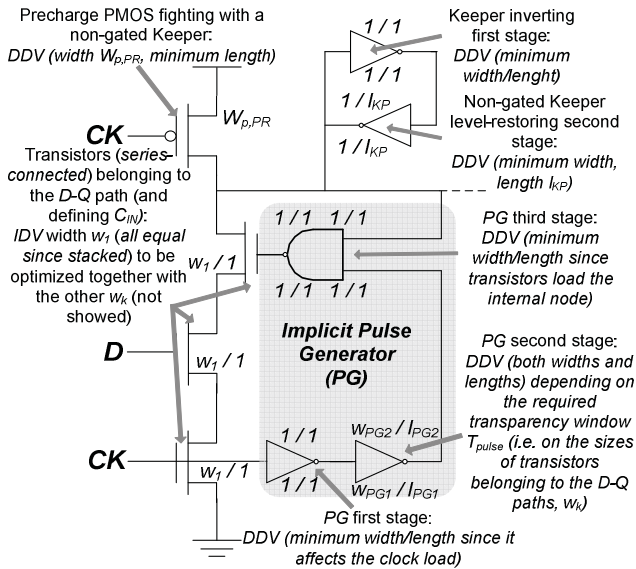 Precharge PMOS fighting with a
non-gated Keeper:
DDV (width Wp,PR, minimum length)
Wp,PR
CK
1 / 1
1 / 1
1 / lKP
1 / lKP
Keeper inverting
first stage:
DDV (minimum
width/lenght)
Non-gated Keeper
level-restoring second
stage:
DDV (minimum width,
length lKP)
Transistors (series-
connected) belonging to
the D-Q path (and
defining CIN):
IDV width w1 (all equal
since stacked) to be
optimized together with
the other wk (not
showed)
w1 / 1
1 / 1 1 / 1
1 / 1 1 / 1
PG third stage:
DDV (minimum
width/length since
transistors load the
internal node)
Implicit Pulse
Generator
(PG)
D
w1 / 1
PG second stage:
DDV (both widths and
lengths) depending on
the required
transparency window
Tpulse (i.e. on the sizes
of transistors
belonging to the D-Q
paths, wk)
CK
w1 / 1
1 / 1
1 / 1
wPG2 / lPG2
wPG1 / lPG1
PG first stage:
DDV (minimum width/length since it
affects the clock load)